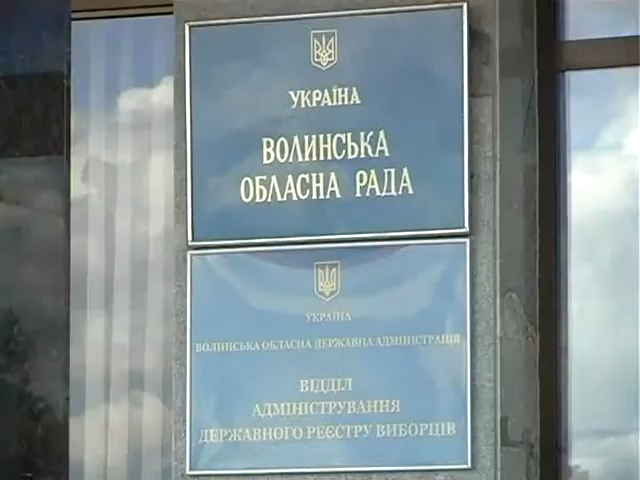 УКРАЇНА
ВОЛИНСЬКА
ОБЛАСНА РАДА
УКРАЇНА
ВОЛИНСЬКА ОБЛАСНА ДЕРЖАВНА АДМІНІСТРАЦІЯ
ВІДДІЛ
АДМІНІСТРУВАННЯ
ДЕРЖАВНОГО РЕЄСТРУ ВИБОРЦІВ